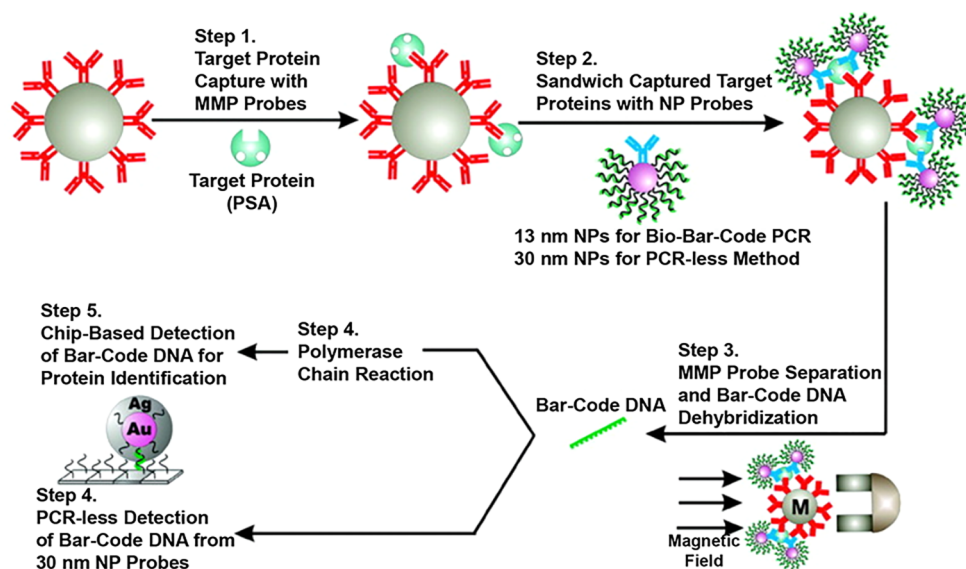 Step 1.
Target Protein
Capture with
MMP Probes
Target Protein
(PSA)
Step 2.
Sandwich Captured Target
Proteins with NP Probes
13 nm NPs for Bio-Bar-Code PCR
30 nm NPs for PCR-less Method
Step 3.
MMP Probe Separation
and Bar-Code DNA
Dehybridization
M
Magnetic
Field
Bar-Code DNA
Step 4.
Polymerase
Chain Reaction
Step 5.
Chip-Based Detection
of Bar-Code DNA for
Protein Identification
Ag
Au
Step 4.
PCR-less Detection
of Bar-Code DNA from
30 nm NP Probes